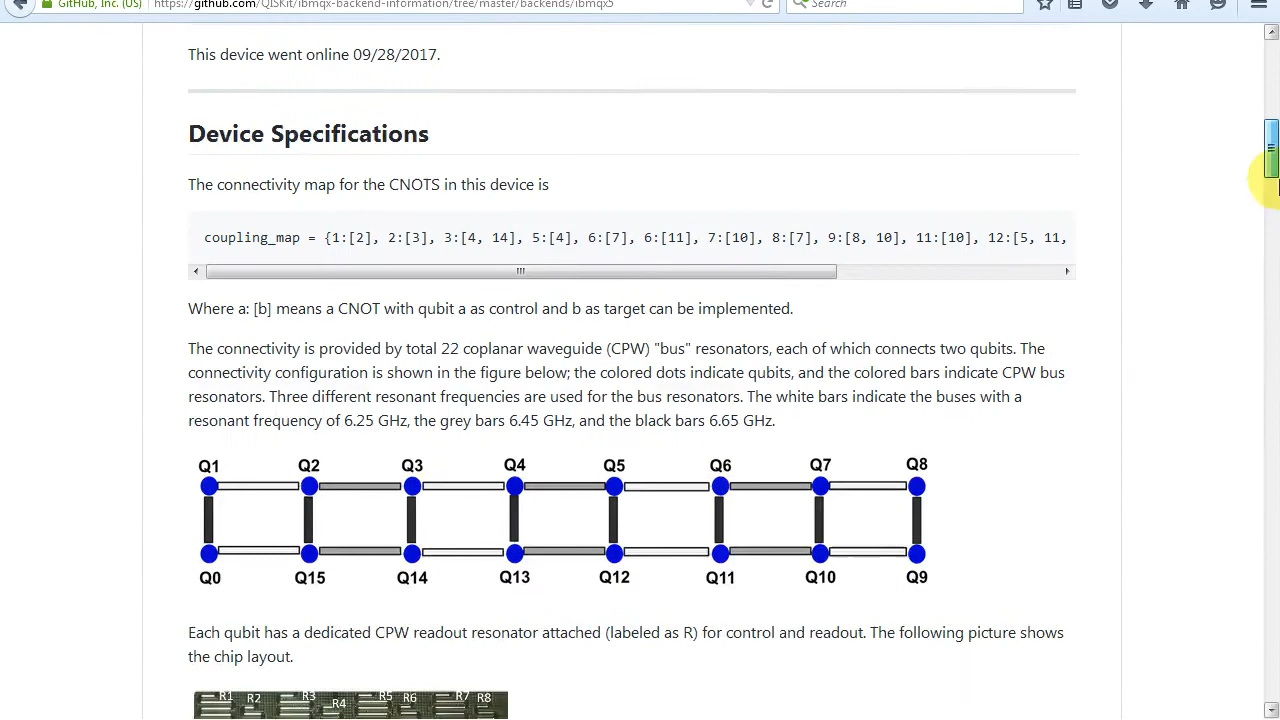 GitHub, Inc. (US)
https://github.com/QISKit/ibmqx-backend-information/tree/master/backends/ibmqx5
Search
This device went online 09/28/2017.
Device Specifications
The connectivity map for the CNOTS in this device is
coupling_map = {1:[2], 2:[3], 3:[4, 14], 5:[4], 6:[7], 6:[11], 7:[10], 8:[7], 9:[8, 10], 11:[10], 12:[5, 11,
Where a: [b] means a CNOT with qubit a as control and b as target can be implemented.
The connectivity is provided by total 22 coplanar waveguide (CPW) "bus" resonators, each of which connects two qubits. The
connectivity configuration is shown in the figure below; the colored dots indicate qubits, and the colored bars indicate CPW bus
resonators. Three different resonant frequencies are used for the bus resonators. The white bars indicate the buses with a
resonant frequency of 6.25 GHz, the grey bars 6.45 GHz, and the black bars 6.65 GHz.
Q1 Q2 Q3 Q4 Q5 Q6 Q7 Q8
Q0 Q15 Q14 Q13 Q12 Q11 Q10 Q9
Each qubit has a dedicated CPW readout resonator attached (labeled as R) for control and readout. The following picture shows
the chip layout.
R1 R2 R3 R4 R5 R6 R7 R8